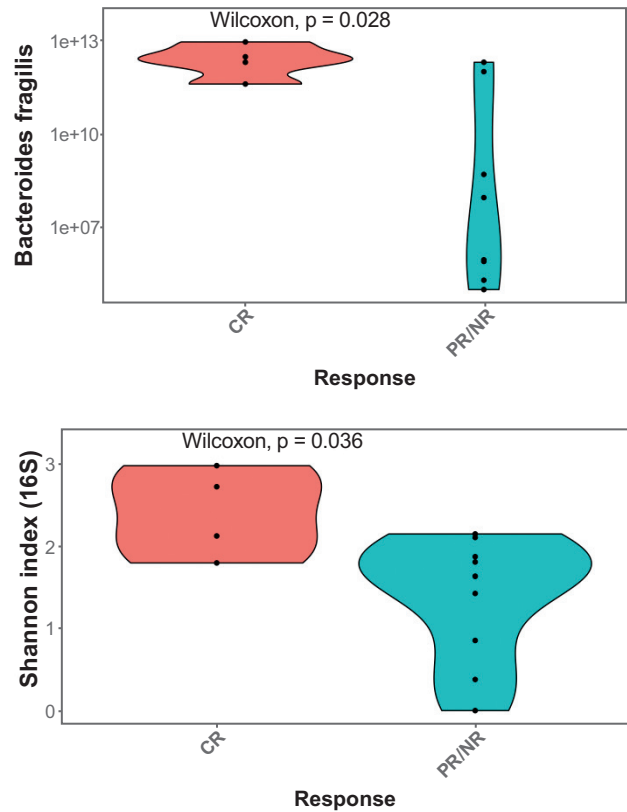 Wilcoxon, p = 0.028
Bacteroides fragilis
1e+13
1e+10
1e+07
CR
PR/NR
Response
Wilcoxon, p = 0.036
Shannon index (16S)
3
2
1
0
CR
PR/NR
Response